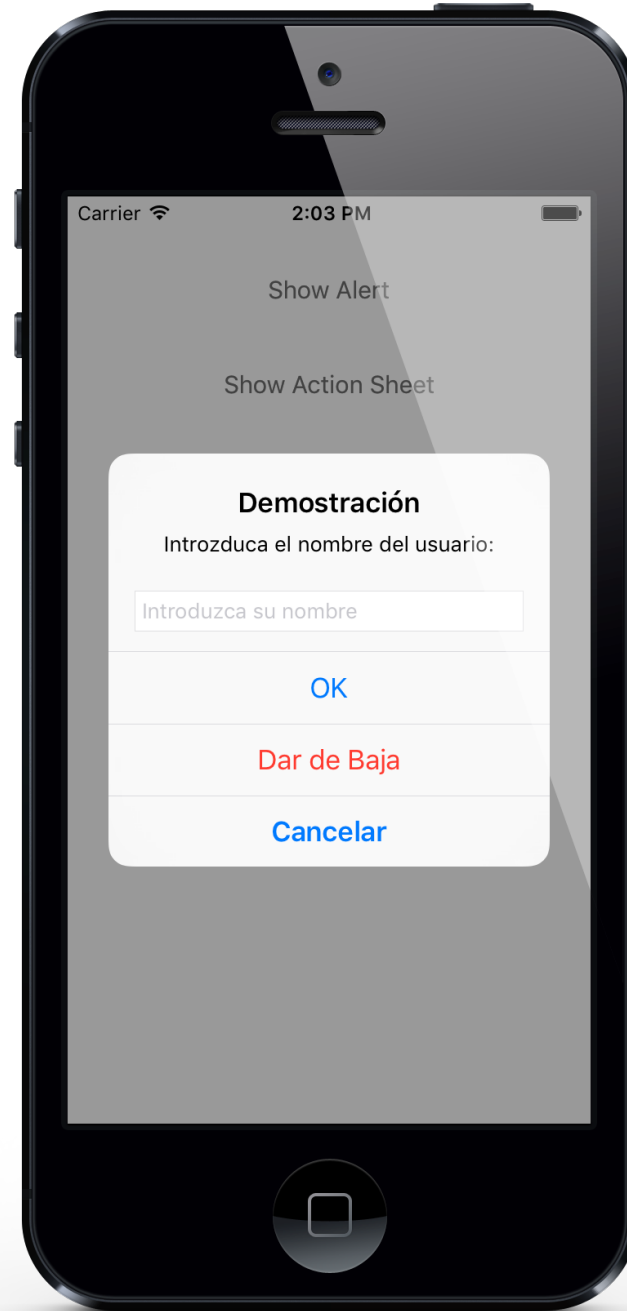 Carrier
2:03 PM
Show Alert
Show Action Sheet
Demostración
Introzduca el nombre del usuario:
Introduzca su nombre
OK
Dar de Baja
Cancelar